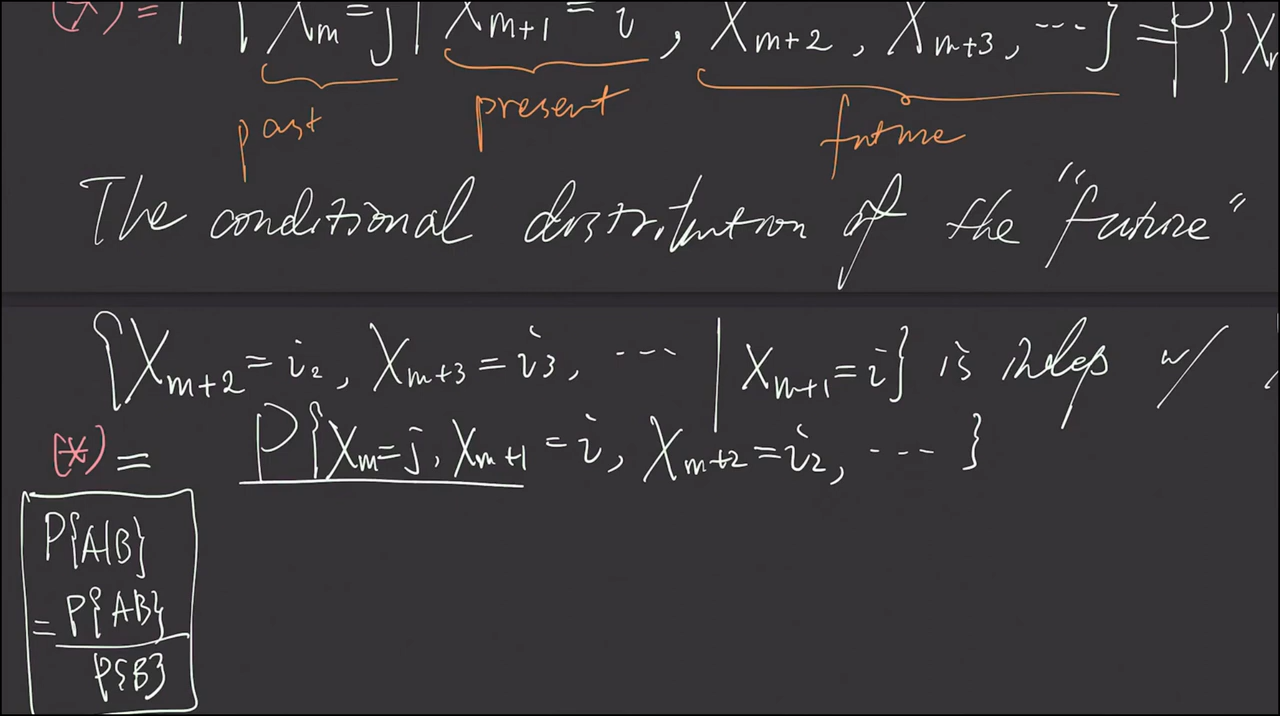 (*) = P{X_m = j | X_{m+1} = i, X_{m+2}, X_{m+3}, ...} = P{X
past present future
The conditional distribution of the "future"
{X_{m+2} = i_2, X_{m+3} = i_3, ... | X_{m+1} = i} is indep w/
(*) = P{X_m = j, X_{m+1} = i, X_{m+2} = i_2, ... }
P{A|B}
= P{AB}
P{B}